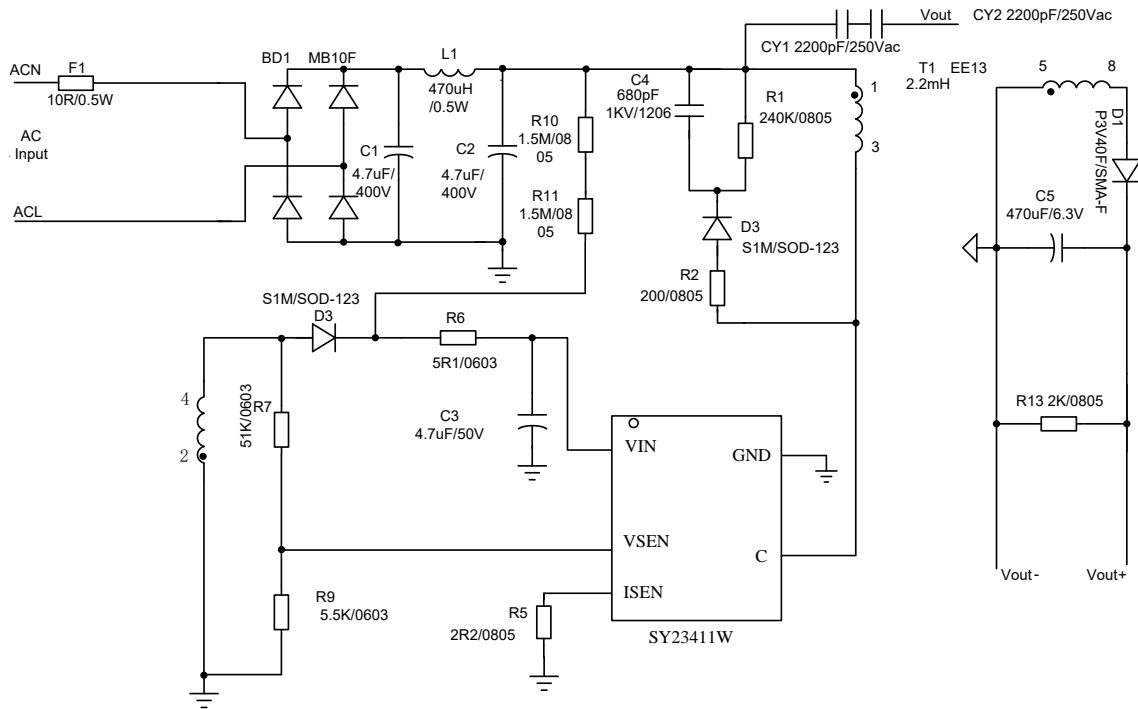 CY2 2200pF/250Vac
Vout
CY1 2200pF/250Vac
ACN
F1
10R/0.5W
BD1
MB10F
L1
470uH
/0.5W
C4
680pF
1KV/1206
R1
240K/0805
1
3
T1 EE13
2.2mH
5
8
D1
P3V40F/SMA-F
AC
Input
ACL
C1
4.7uF/
400V
C2
4.7uF/
400V
R10
1.5M/08
05
R11
1.5M/08
05
D3
S1M/SOD-123
R2
200/0805
C5
470uF/6.3V
S1M/SOD-123
D3
R6
5R1/0603
4
2
51K/0603
R7
C3
4.7uF/50V
R13 2K/0805
VIN
GND
VSEN
C
ISEN
SY23411W
R9
5.5K/0603
R5
2R2/0805
Vout-
Vout+